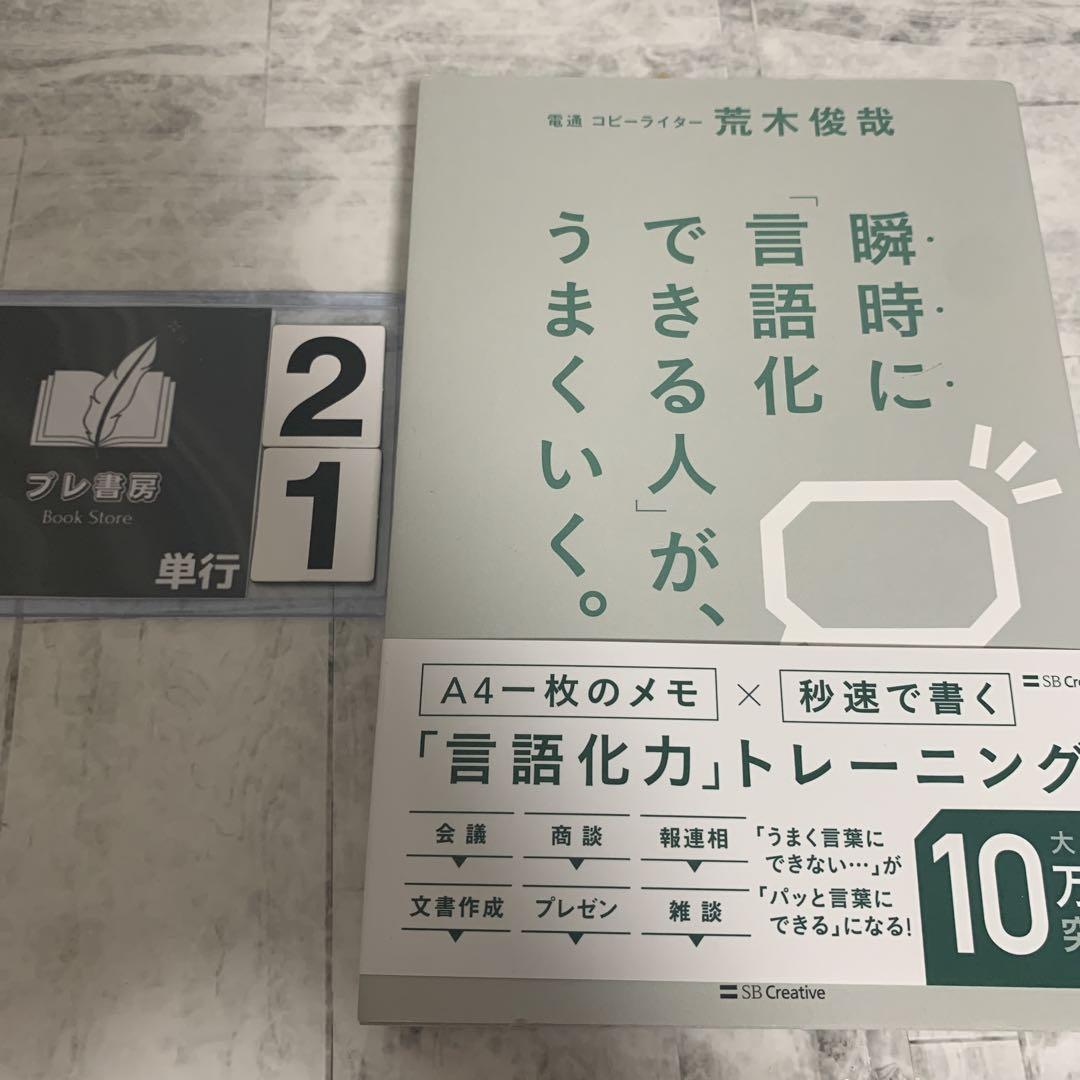 電通 コピーライター 荒木俊哉
瞬時に
「言語化
できる人」が、
うまくいく。
A4一枚のメモ × 秒速で書く
SB Cre
「言語化力」トレーニング
会議 商談 報連相
文書作成 プレゼン 雑談
「うまく言葉に
できない…」が
「パッと言葉に
できる」になる!
大
10万
突
SB Creative
ブレ書房
Book Store
単行
2
1